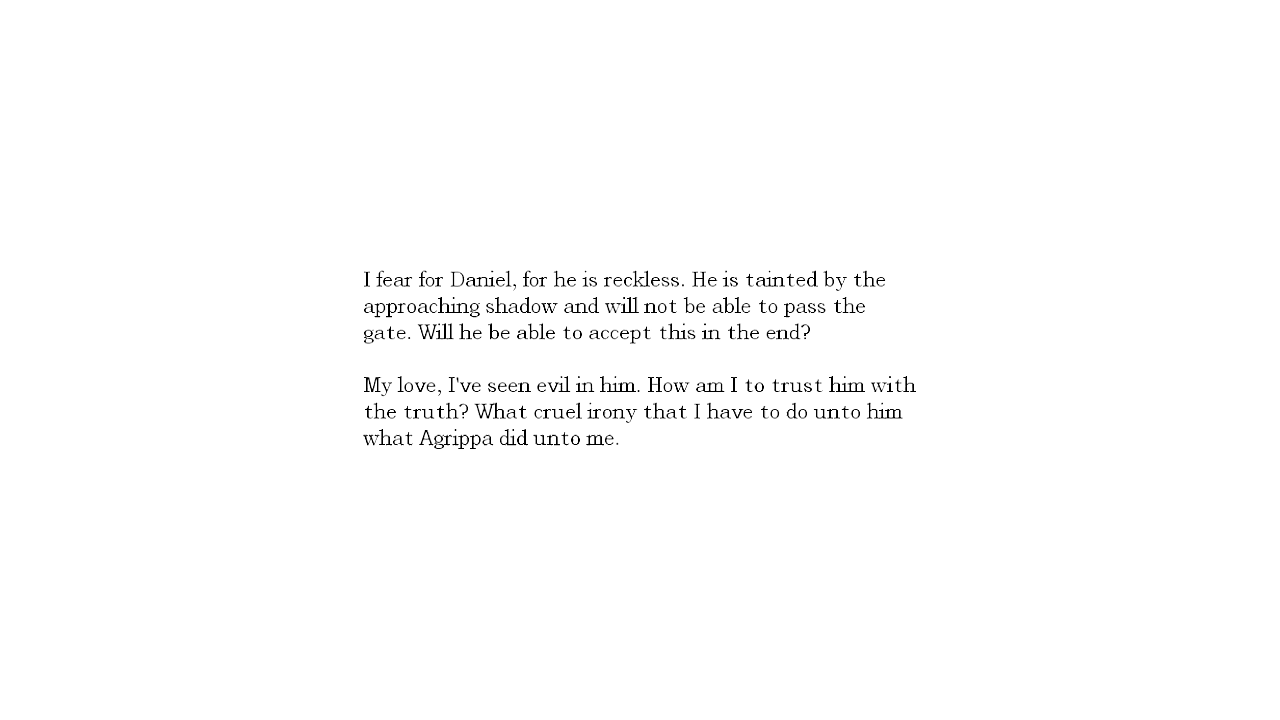 I fear for Daniel, for he is reckless. He is tainted by the
approaching shadow and will not be able to pass the
gate. Will he be able to accept this in the end?
My love, I've seen evil in him. How am I to trust him with
the truth? What cruel irony that I have to do unto him
what Agrippa did unto me.